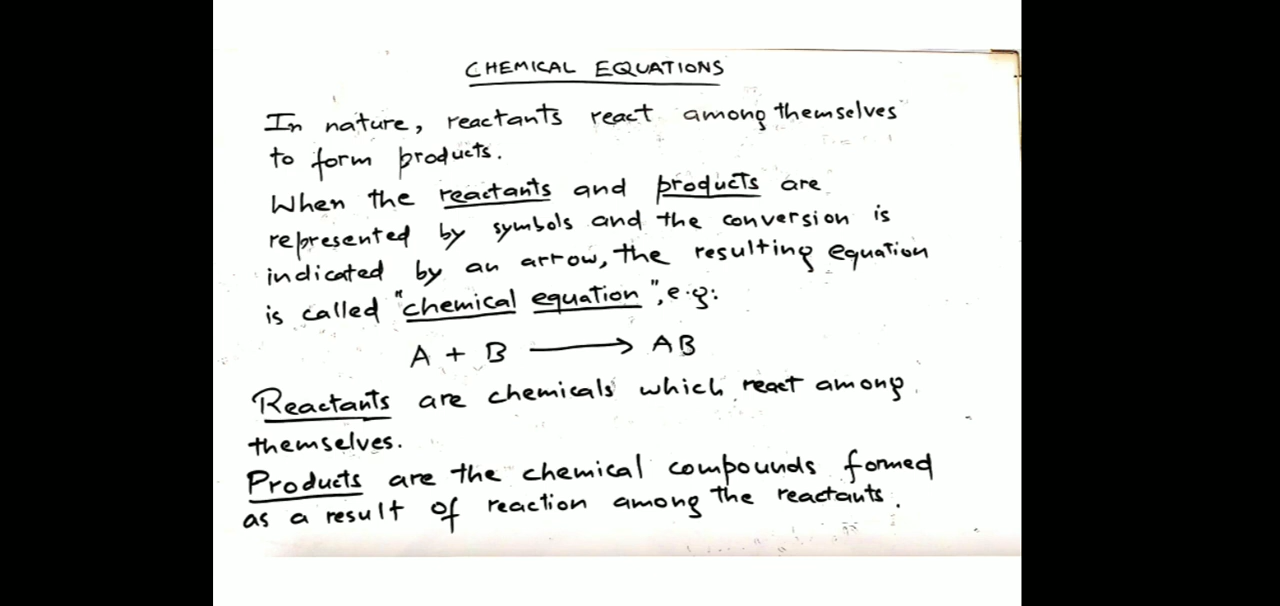 CHEMICAL EQUATIONS
In nature, reactants react among themselves
to form products.
When the reactants and products are
represented by symbols and the conversion is
indicated by an arrow, the resulting equation
is called "chemical equation", e.g:
A + B ⟶ AB
Reactants are chemicals which react among
themselves.
Products are the chemical compounds formed
as a result of reaction among the reactants.